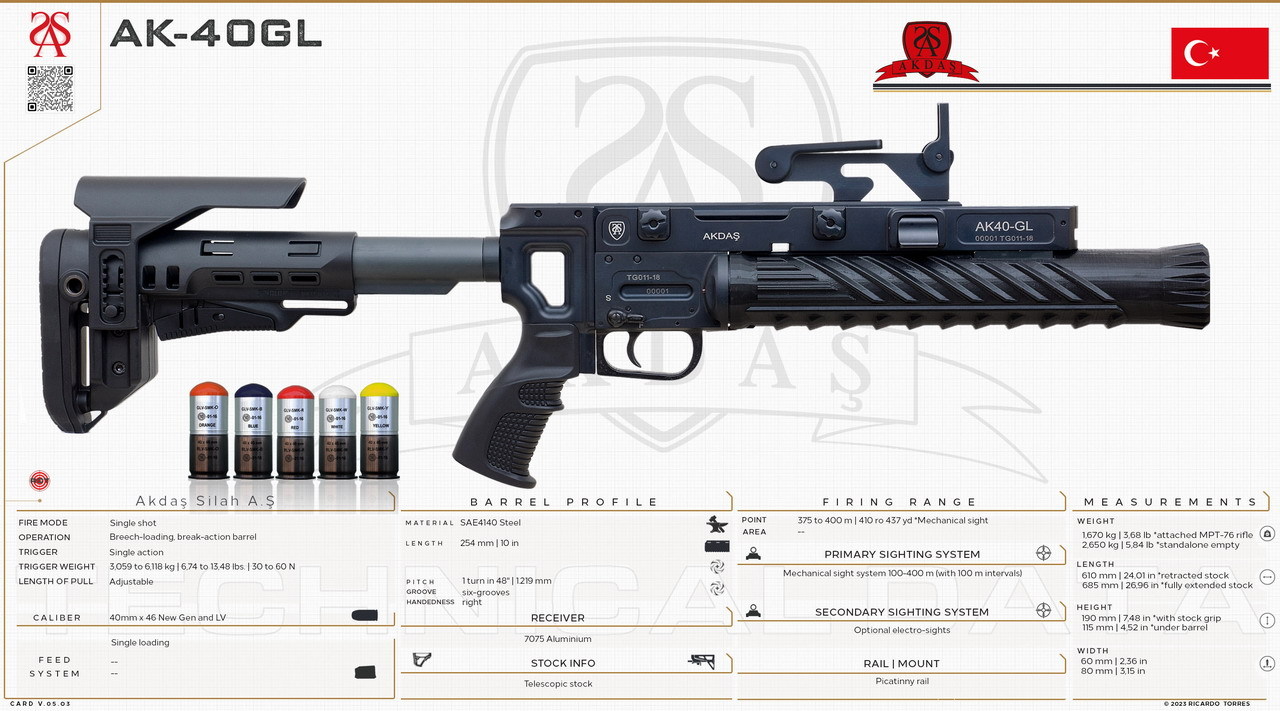 AK-40GL
AKDAŞ
AKDAŞ
AK40-GL
00001 TG011-18
TG011-18
00001
S
AKDAŞ
GLV-SMK-O
01-16
ORANGE
GLV-SMK-B
01-16
BLUE
GLV-SMK-R
01-16
RED
GLV-SMK-W
01-16
WHITE
GLV-SMK-Y
01-16
YELLOW
Akdaş Silah A.Ş
FIRE MODE Single shot
OPERATION Breech-loading, break-action barrel
TRIGGER Single action
TRIGGER WEIGHT 3,059 to 6,118 kg | 6.74 to 13.48 lbs. | 30 to 60 N
LENGTH OF PULL Adjustable
CALIBER 40mm x 46 New Gen and LV
Single loading
FEED --
SYSTEM --
BARREL PROFILE
MATERIAL SAE4140 Steel
LENGTH 254 mm | 10 in
PITCH 1 turn in 48" | 1.219 mm
GROOVE six-grooves
HANDEDNESS right
RECEIVER
7075 Aluminium
STOCK INFO
Telescopic stock
FIRING RANGE
POINT 375 to 400 m | 410 ro 437 yd *Mechanical sight
AREA --
PRIMARY SIGHTING SYSTEM
Mechanical sight system 100-400 m (with 100 m intervals)
SECONDARY SIGHTING SYSTEM
Optional electro-sights
RAIL | MOUNT
Picatinny rail
MEASUREMENTS
WEIGHT
1,670 kg | 3,68 lb *attached MPT-76 rifle
2,650 kg | 5,84 lb *standalone empty
LENGTH
610 mm | 24,01 in *retracted stock
685 mm | 26,96 in *fully extended stock
HEIGHT
190 mm | 7,48 in *with stock grip
115 mm | 4,52 in *under barrel
WIDTH
60 mm | 2,36 in
80 mm | 3,15 in
TECHNICAL DATA
CARD V.05.03
© 2023 RICARDO TORRES